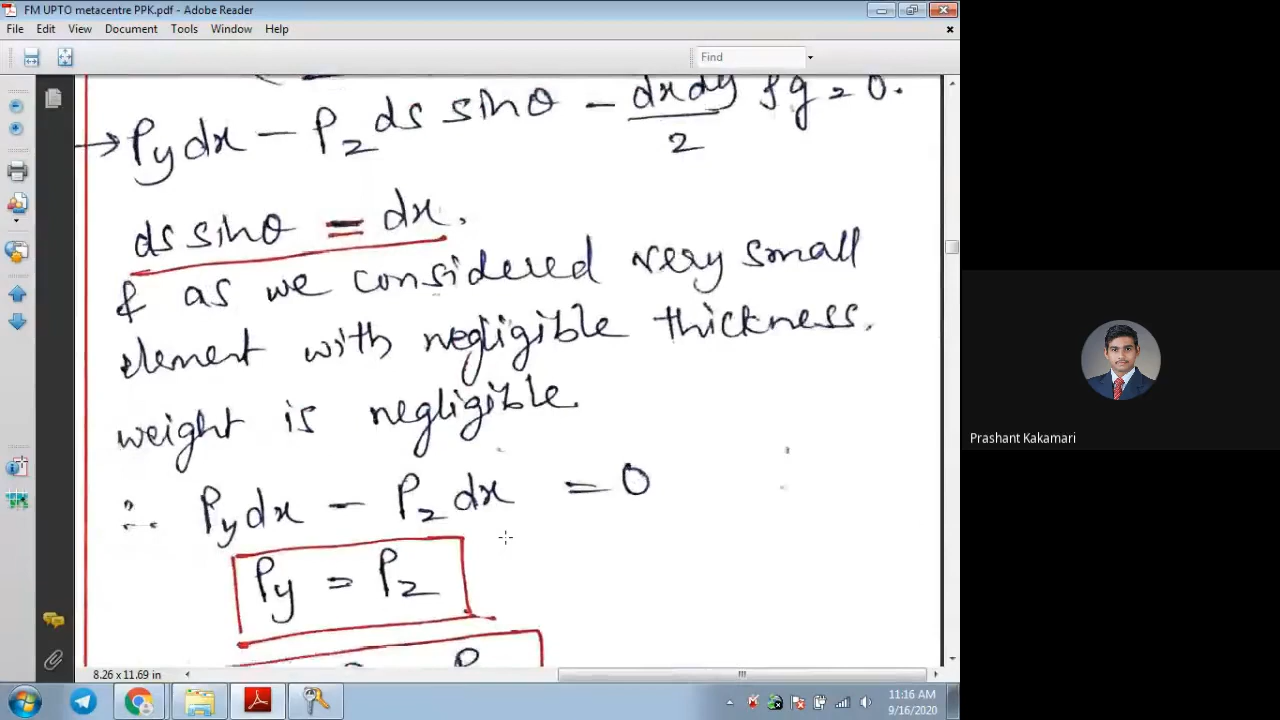 FM UPTO metacentre PPK.pdf - Adobe Reader
File Edit View Document Tools Window Help
Find
→ Py dx - Pz ds sinθ - dxdy/2 ρg = 0.
ds sinθ = dx.
& as we considered very small
element with negligible thickness.
weight is negligible
∴ Py dx - Pz dx = 0
Py = Pz
8.26 x 11.69 in
Prashant Kakamari
11:16 AM
9/16/2020